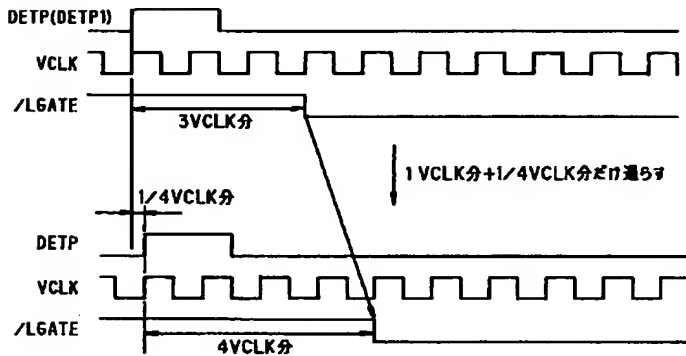 DETP(DETP1)
VCLK
/LGATE
3VCLK分
1VCLK分+1/4VCLK分だけ遅らす
1/4VCLK分
DETP
VCLK
/LGATE
4VCLK分